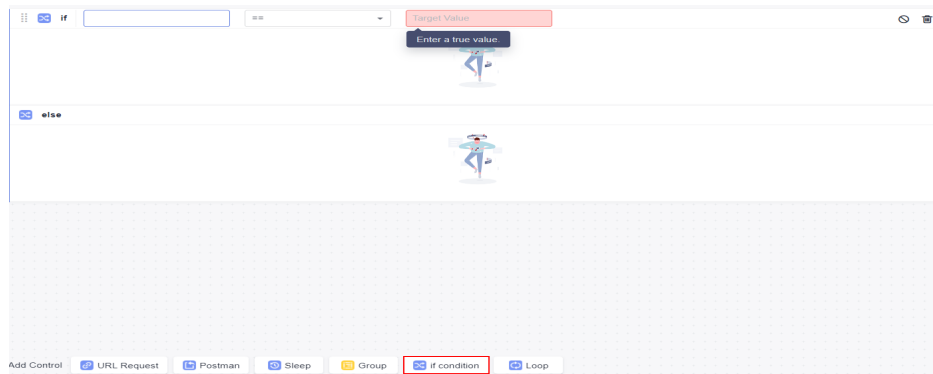 if == Target Value
Enter a true value.
else
Add Control URL Request Postman Sleep Group if condition Loop